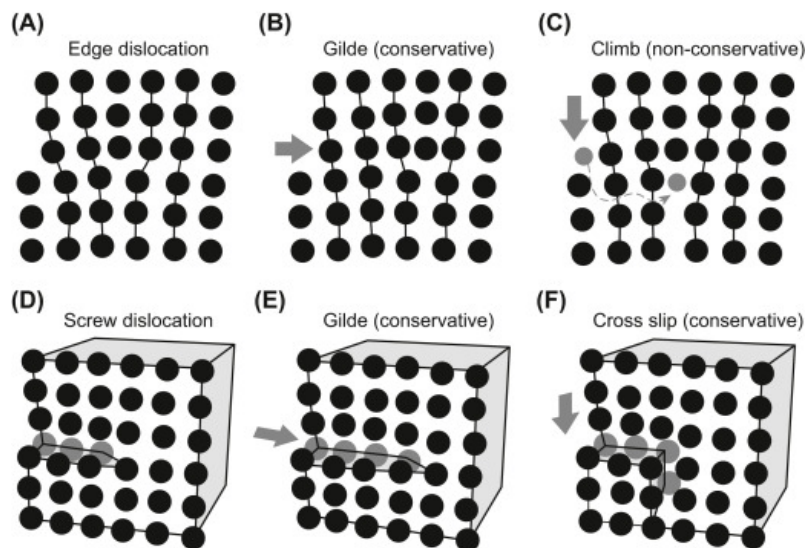 (A)
Edge dislocation
(B)
Gilde (conservative)
(C)
Climb (non-conservative)
(D)
Screw dislocation
(E)
Gilde (conservative)
(F)
Cross slip (conservative)